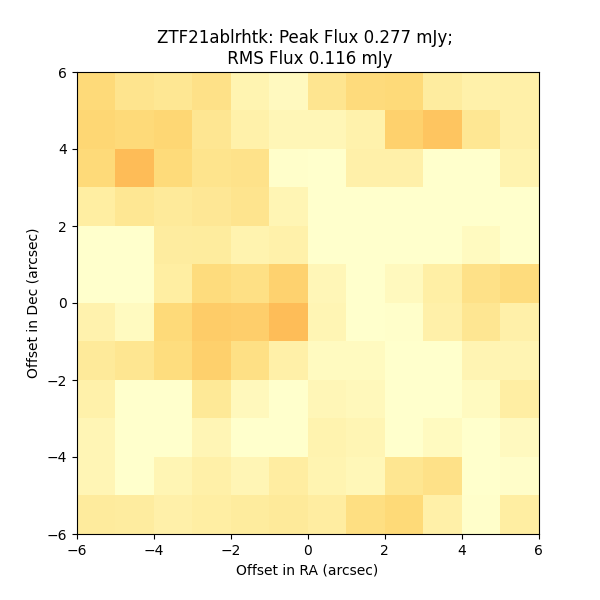 ZTF21ablrhtk: Peak Flux 0.277 mJy;
RMS Flux 0.116 mJy
6
4
2
0
−2
−4
−6
Offset in Dec (arcsec)
−6 −4 −2 0 2 4 6
Offset in RA (arcsec)